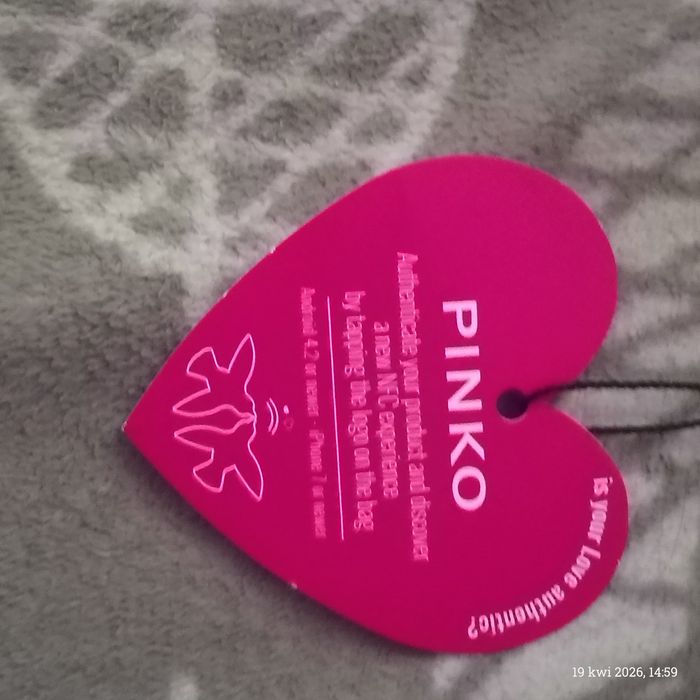 is your Love authentic?
PINKO
Authenticate your product and discover
a new NFC experience
by tapping the logo on the bag
Android 4.2 or newer - iPhone 7 or newer
19 kwi 2026, 14:59